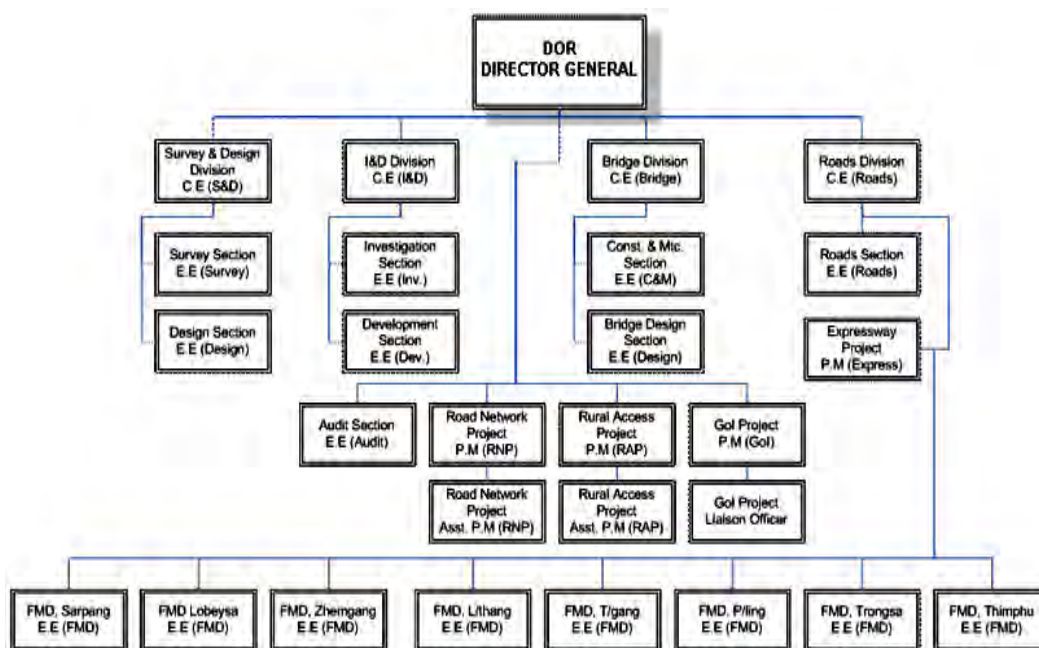 DOR
DIRECTOR GENERAL
Survey & Design
Division
C.E (S&D)
I&D Division
C.E (I&D)
Bridge Division
C.E (Bridge)
Roads Division
C.E (Roads)
Survey Section
E.E (Survey)
Investigation
Section
E.E (Inv.)
Const. & Mtc.
Section
E.E (C&M)
Roads Section
E.E (Roads)
Design Section
E.E (Design)
Development
Section
E.E (Dev.)
Bridge Design
Section
E.E (Design)
Expressway
Project
P.M (Express)
Audit Section
E.E (Audit)
Road Network
Project
P.M (RNP)
Rural Access
Project
P.M (RAP)
GoI Project
P.M (GoI)
Road Network
Project
Asst. P.M (RNP)
Rural Access
Project
Asst. P.M (RAP)
GoI Project
Liaison Officer
FMD, Sarpang
E.E (FMD)
FMD Lobeysa
E.E (FMD)
FMD, Zhemgang
E.E (FMD)
FMD, L/thang
E.E (FMD)
FMD, T/gang
E.E (FMD)
FMD, P/ling
E.E (FMD)
FMD, Trongsa
E.E (FMD)
FMD, Thimphu
E.E (FMD)